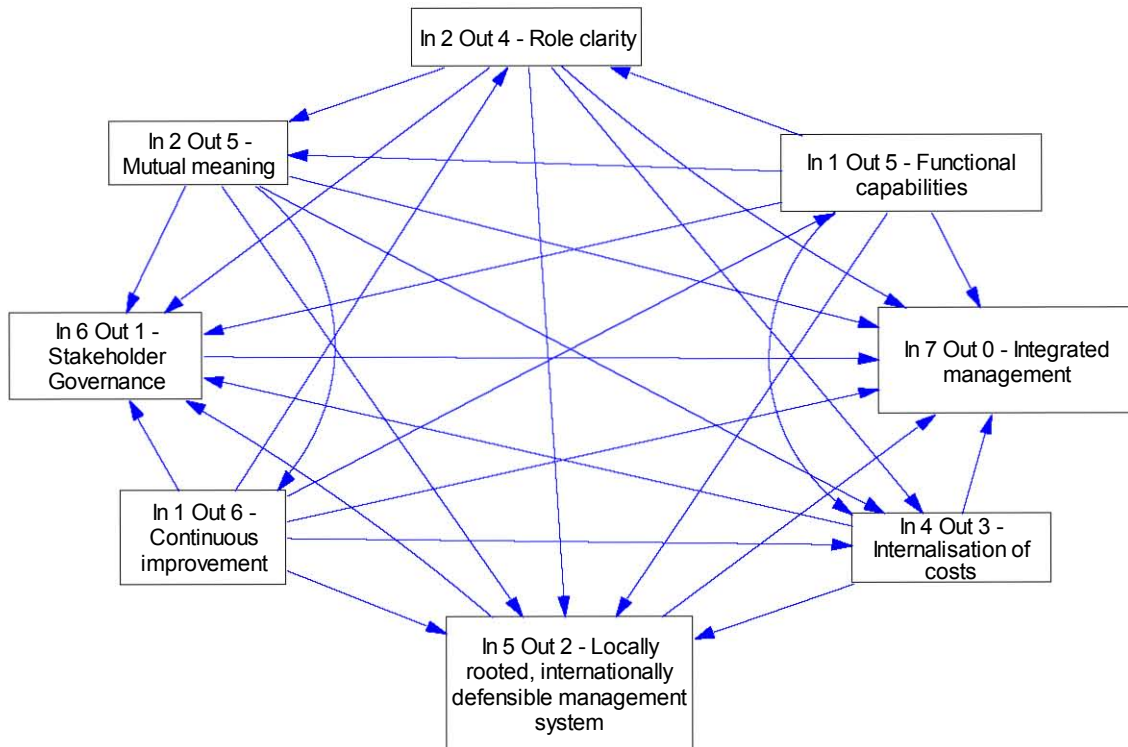 In 2 Out 4 - Role clarity
In 2 Out 5 -
Mutual meaning
In 1 Out 5 - Functional
capabilities
In 6 Out 1 -
Stakeholder
Governance
In 7 Out 0 - Integrated
management
In 1 Out 6 -
Continuous
improvement
In 4 Out 3 -
Internalisation of
costs
In 5 Out 2 - Locally
rooted, internationally
defensible management
system